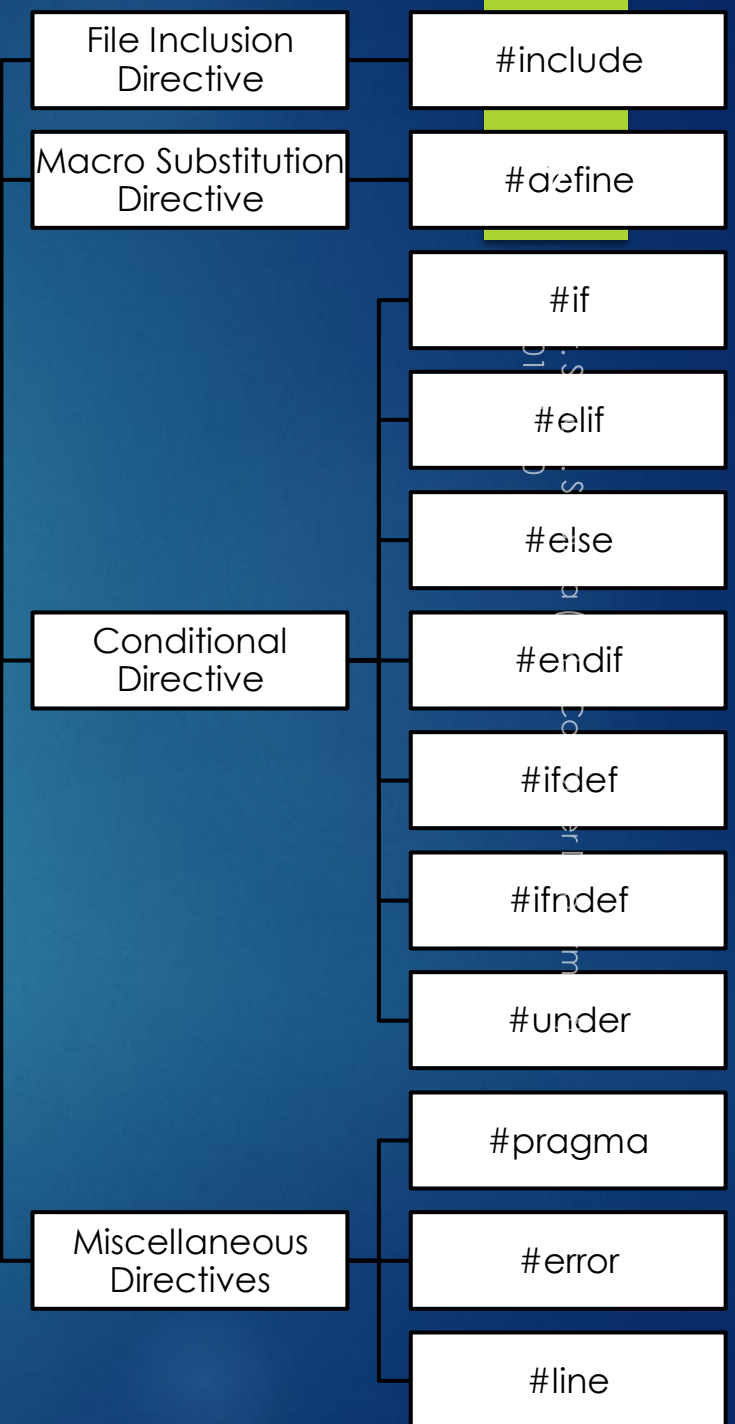 File Inclusion
Directive
#include
Macro Substitution
Directive
#define
Conditional
Directive
#if
#elif
#else
#endif
#ifdef
#ifndef
#under
Miscellaneous
Directives
#pragma
#error
#line